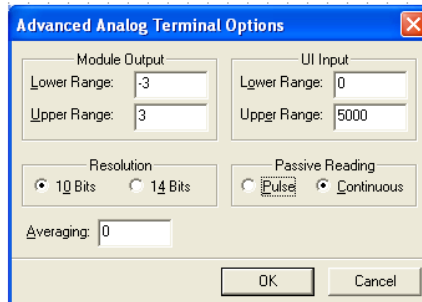 Advanced Analog Terminal Options
Module Output
Lower Range: -3
Upper Range: 3
UI Input
Lower Range: 0
Upper Range: 5000
Resolution
10 Bits 14 Bits
Passive Reading
Pulse Continuous
Averaging: 0
OK Cancel